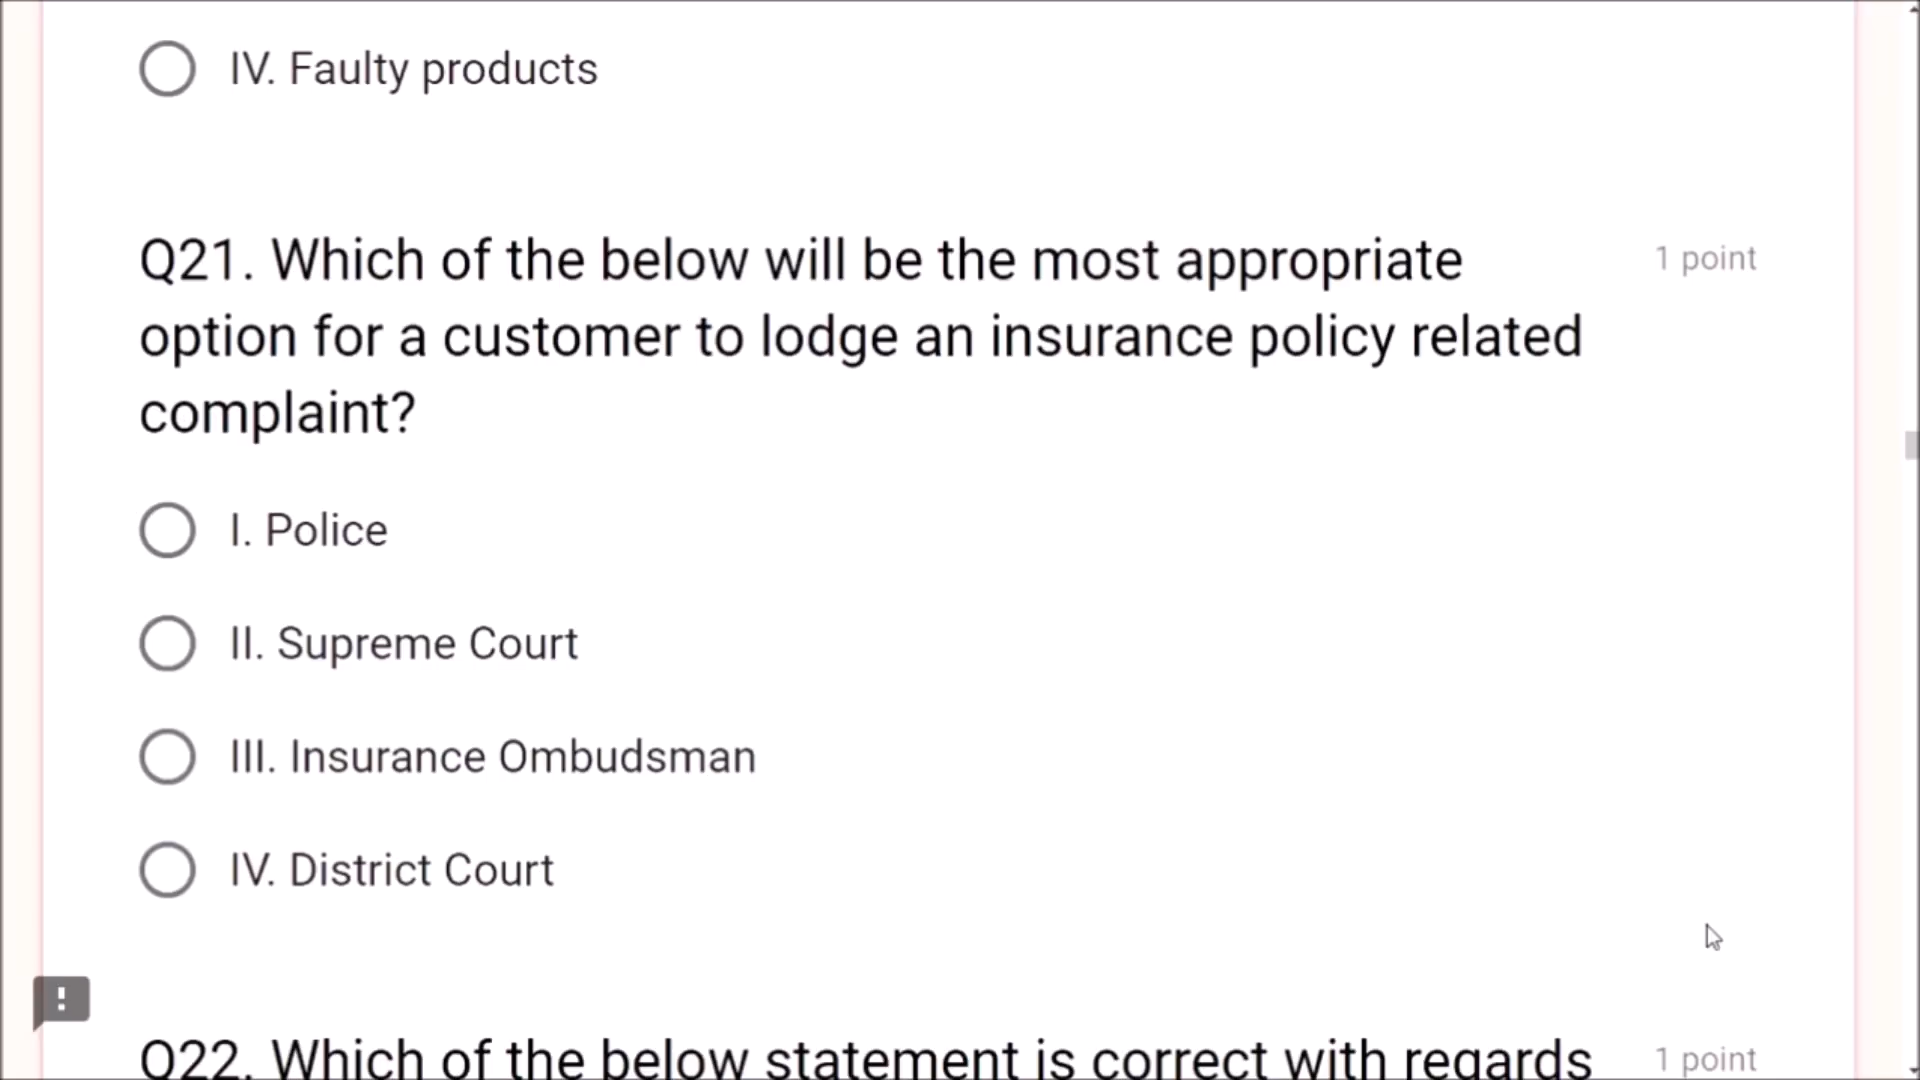 IV. Faulty products
Q21. Which of the below will be the most appropriate
1 point
option for a customer to lodge an insurance policy related
complaint?
I. Police
II. Supreme Court
III. Insurance Ombudsman
IV. District Court
!
Q22. Which of the below statement is correct with regards
1 point